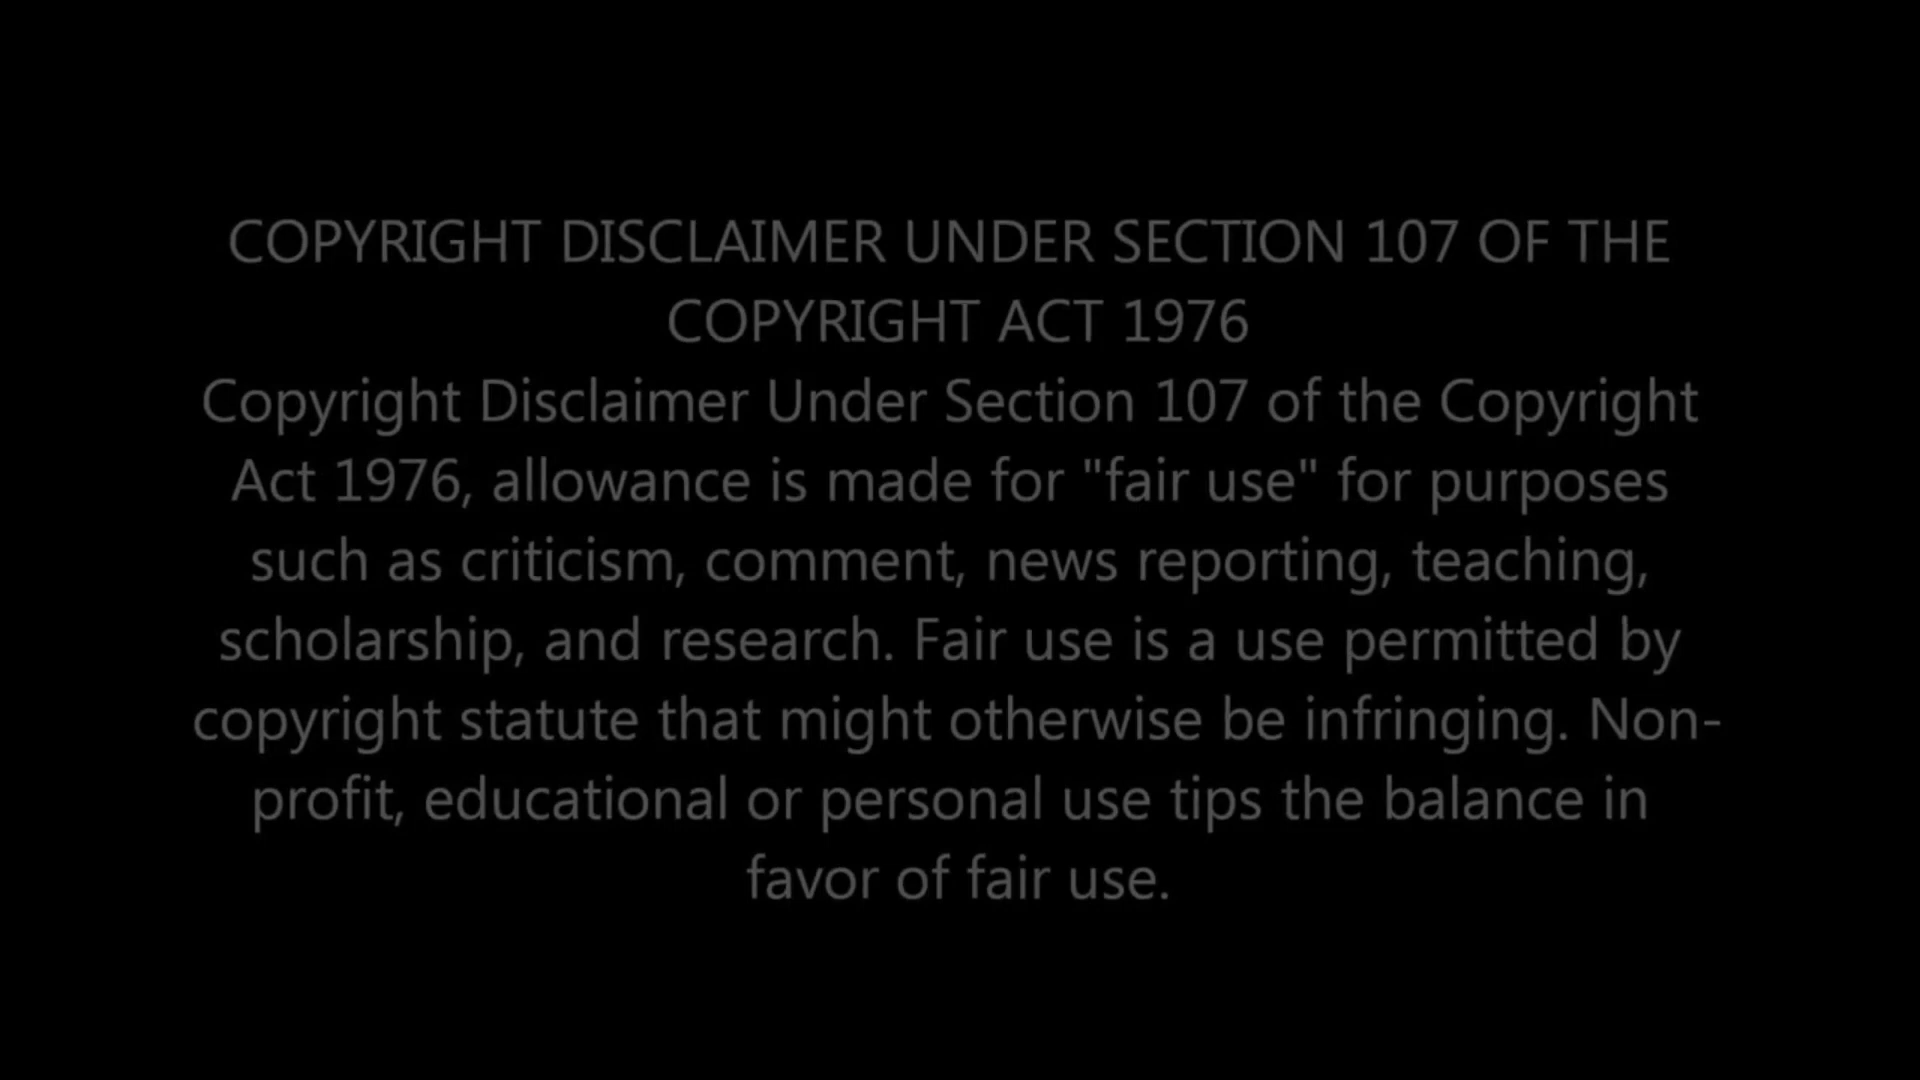 COPYRIGHT DISCLAIMER UNDER SECTION 107 OF THE
COPYRIGHT ACT 1976
Copyright Disclaimer Under Section 107 of the Copyright
Act 1976, allowance is made for "fair use" for purposes
such as criticism, comment, news reporting, teaching,
scholarship, and research. Fair use is a use permitted by
copyright statute that might otherwise be infringing. Non-
profit, educational or personal use tips the balance in
favor of fair use.